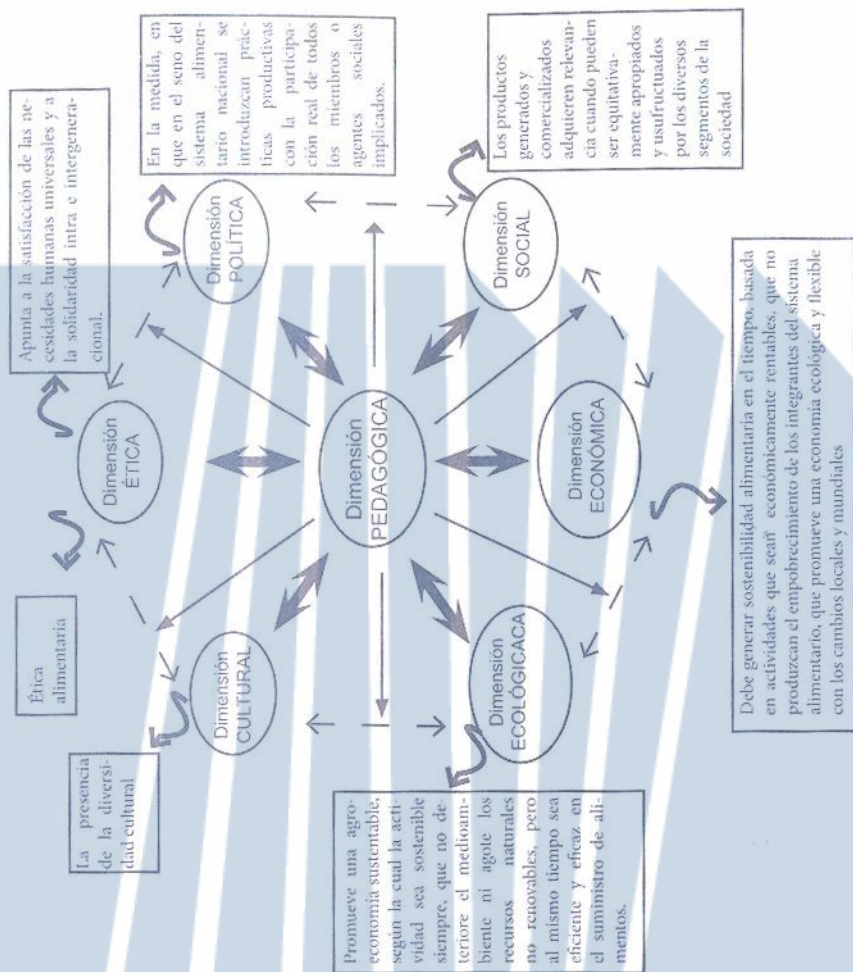 Ética
alimentaria
Apunta a la satisfacción de las ne-
cesidades humanas universales y a
la solidaridad intra e intergenera-
cional.
La presencia
de la diversi-
dad cultural
Dimensión
ÉTICA
En la medida, en
que en el seno del
sistema alimen-
tario nacional se
introduzcan prác-
ticas productivas
con la participa-
ción real de todos
los miembros o
agentes sociales
implicados.
Dimensión
CULTURAL
Dimensión
POLÍTICA
Dimensión
PEDAGÓGICA
Promueve una agro-
economía sustentable,
según la cual la acti-
vidad sea sostenible
siempre, que no de-
teriore el medioam-
biente ni agote los
recursos naturales
no renovables, pero
al mismo tiempo sea
eficiente y eficaz en
el suministro de ali-
mentos.
Dimensión
ECOLÓGICACA
Dimensión
SOCIAL
Los productos
generados y
comercializados
adquieren relevan-
cia cuando pueden
ser equitativa-
mente apropiados
y usufructuados
por los diversos
segmentos de la
sociedad
Dimensión
ECONÓMICA
Debe generar sostenibilidad alimentaria en el tiempo, basada
en actividades que sean económicamente rentables, que no
produzcan el empobrecimiento de los integrantes del sistema
alimentario, que promueve una economía ecológica y flexible
con los cambios locales y mundiales